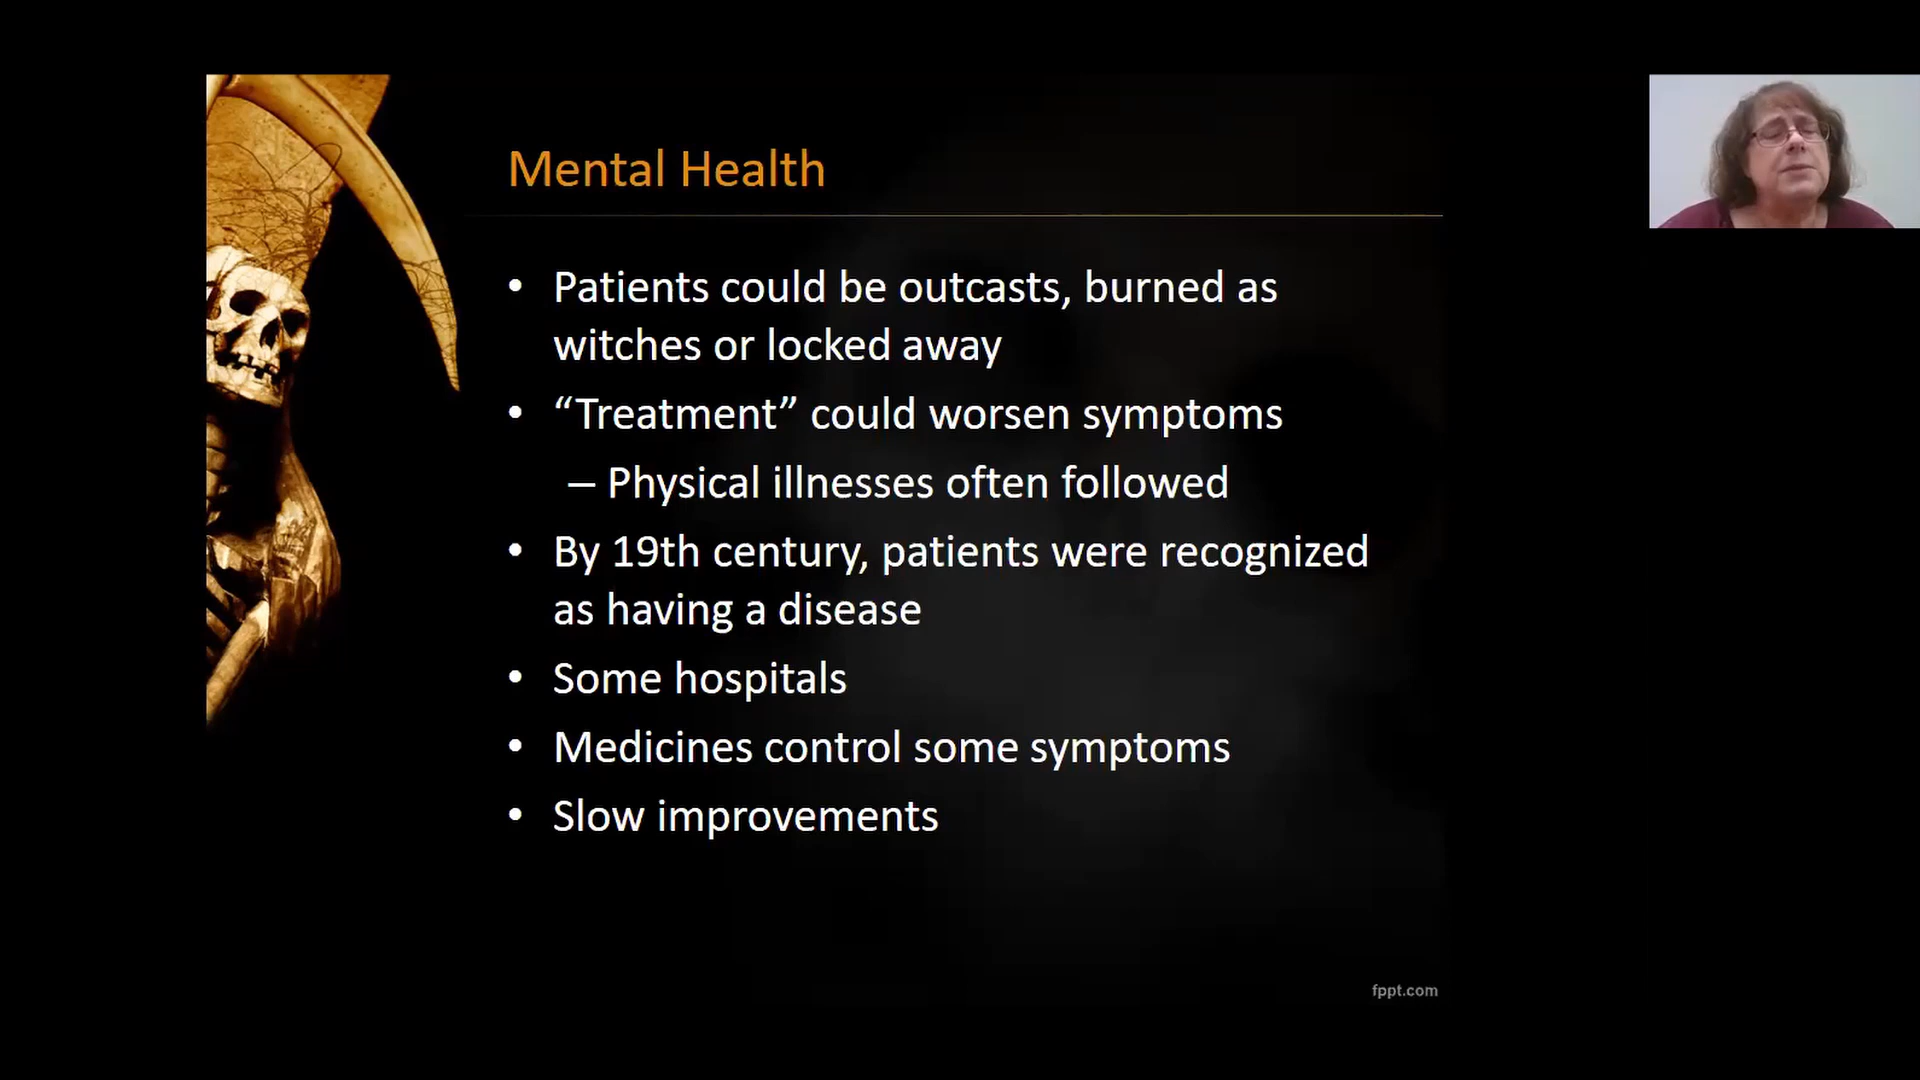 Mental Health
• Patients could be outcasts, burned as
witches or locked away
• “Treatment” could worsen symptoms
– Physical illnesses often followed
• By 19th century, patients were recognized
as having a disease
• Some hospitals
• Medicines control some symptoms
• Slow improvements
fppt.com